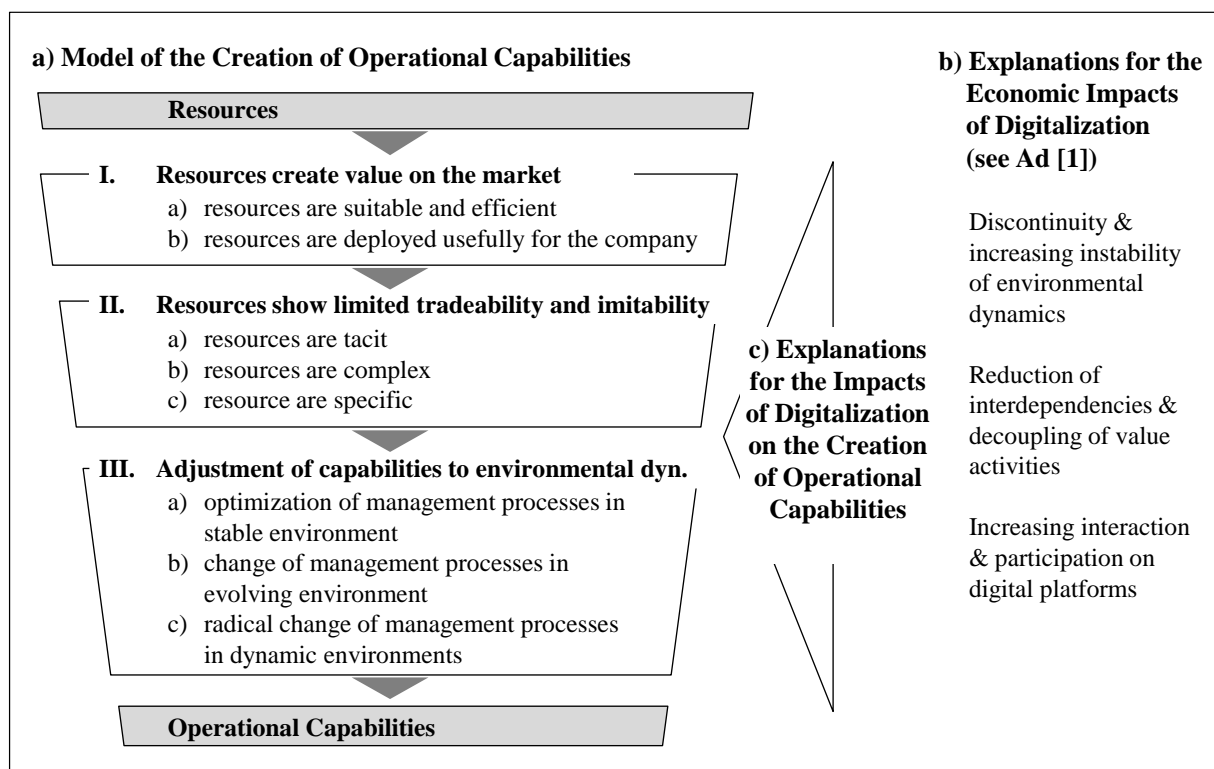 a) Model of the Creation of Operational Capabilities
Resources
I. Resources create value on the market
a) resources are suitable and efficient
b) resources are deployed usefully for the company
II. Resources show limited tradeability and imitability
a) resources are tacit
b) resources are complex
c) resource are specific
III. Adjustment of capabilities to environmental dyn.
a) optimization of management processes in
stable environment
b) change of management processes in
evolving environment
c) radical change of management processes
in dynamic environments
Operational Capabilities
c) Explanations
for the Impacts
of Digitalization
on the Creation
of Operational
Capabilities
b) Explanations for the
Economic Impacts
of Digitalization
(see Ad [1])
Discontinuity &
increasing instability
of environmental
dynamics
Reduction of
interdependencies &
decoupling of value
activities
Increasing interaction
& participation on
digital platforms